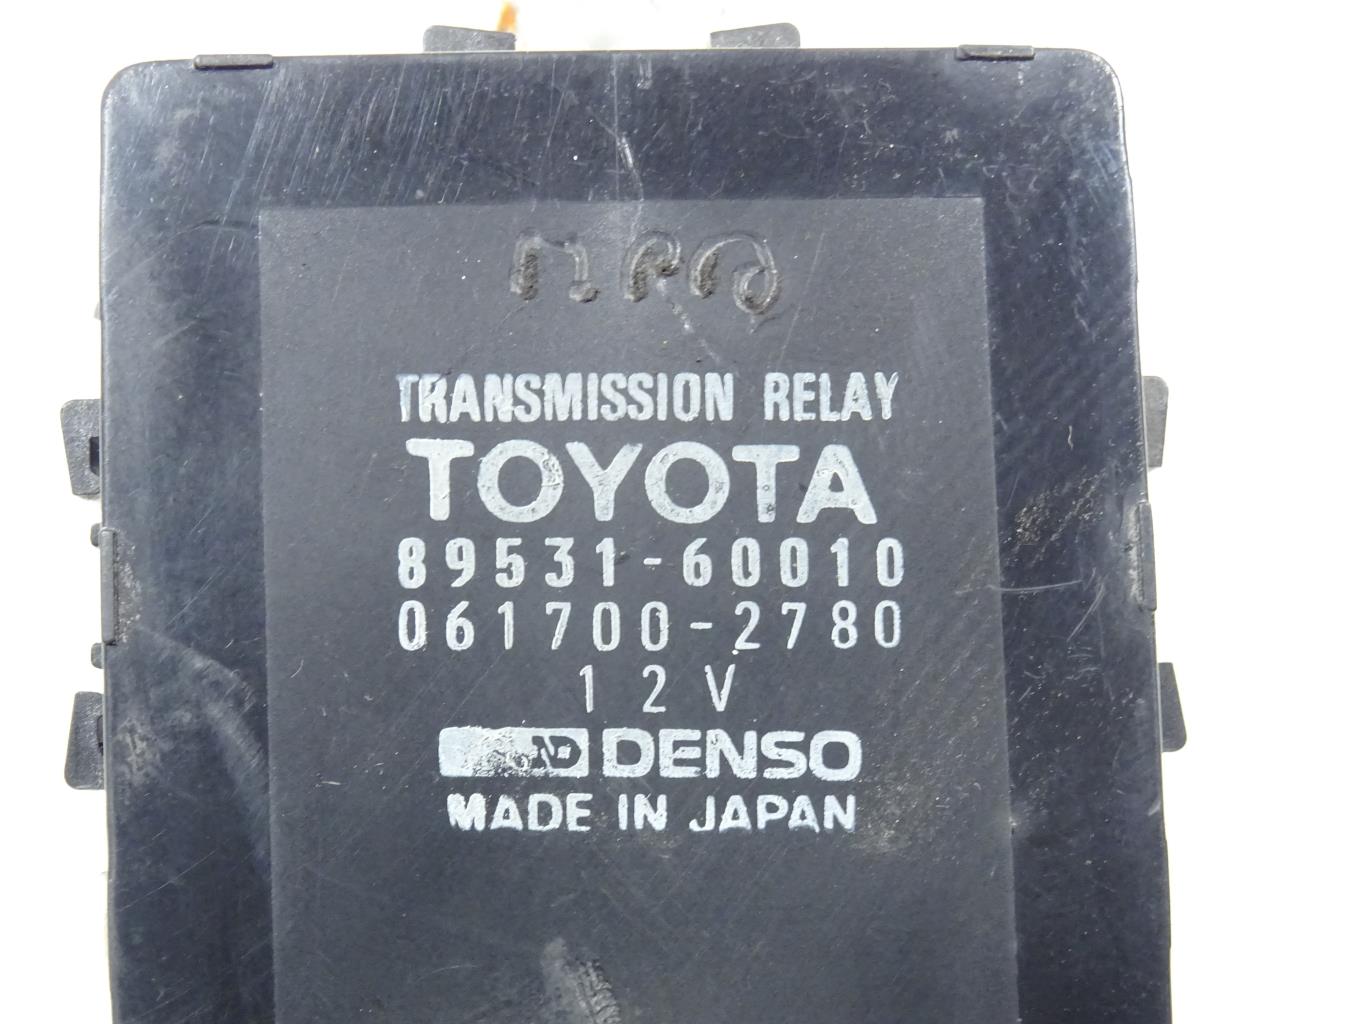 TRANSMISSION RELAY
TOYOTA
89531-60010
061700-2780
12V
DENSO
MADE IN JAPAN